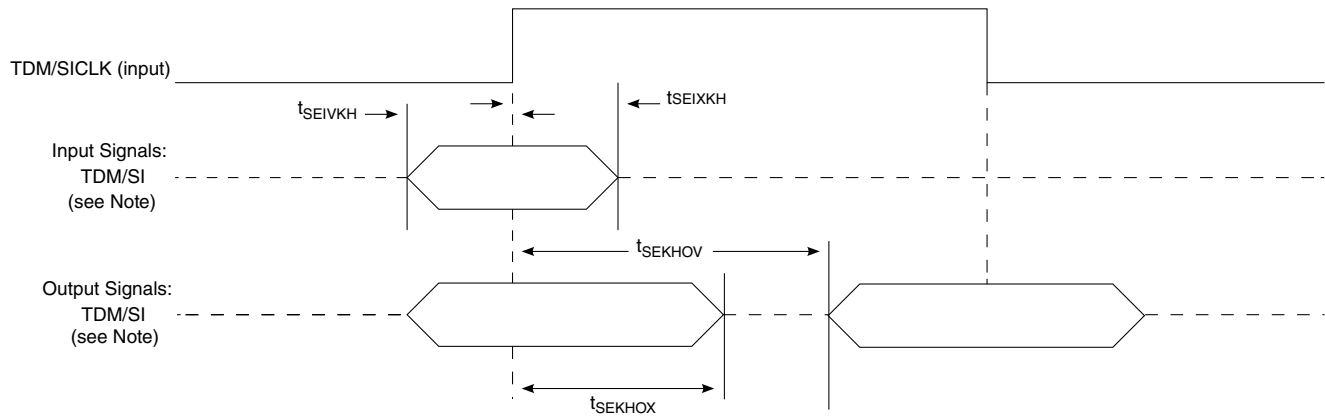 TDM/SICLK (input)
tSEIVKH
tSEIXKH
Input Signals:
TDM/SI
(see Note)
tSEKHOV
Output Signals:
TDM/SI
(see Note)
tSEKHOX